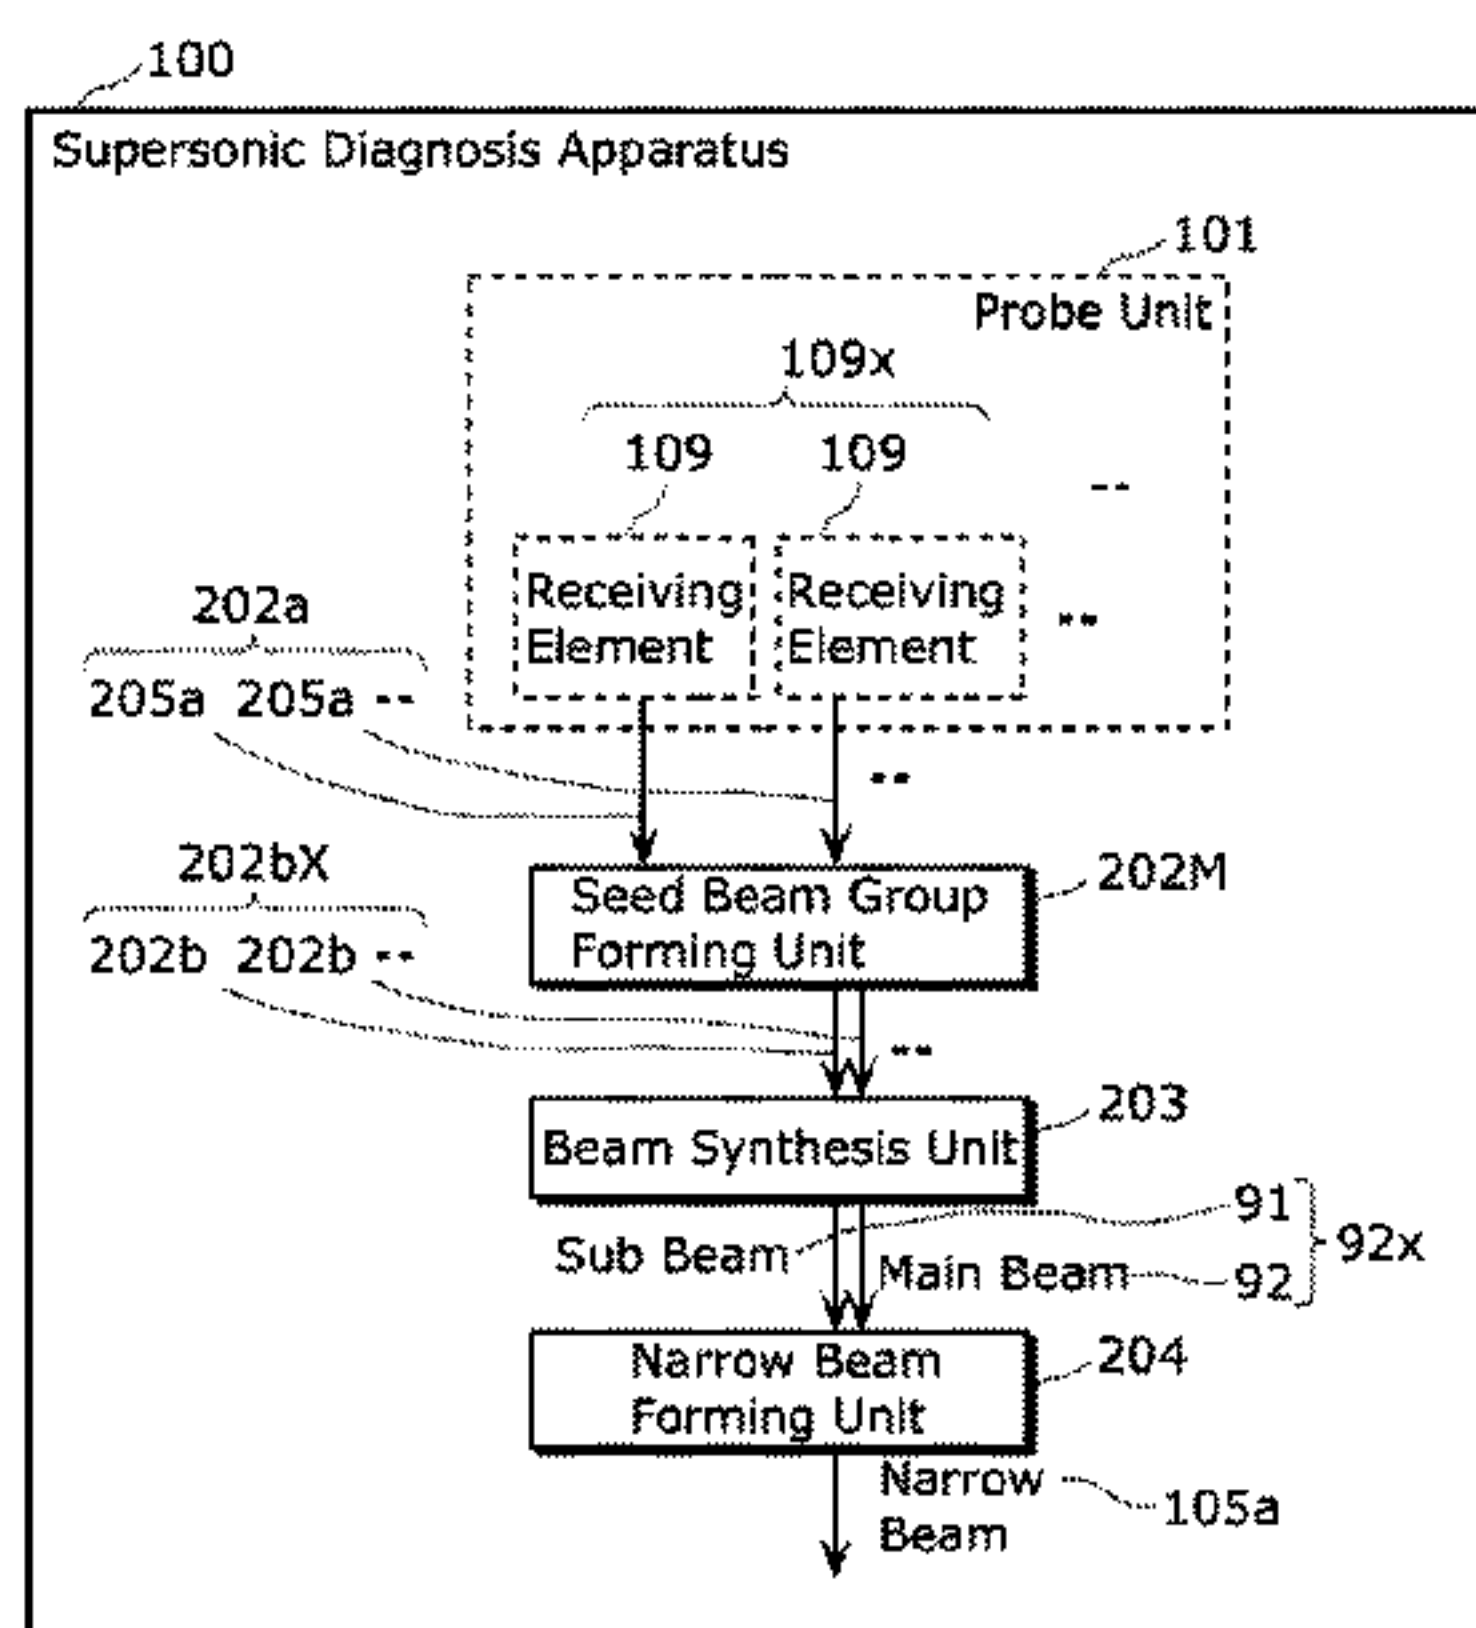 100
Supersonic Diagnosis Apparatus
101
Probe Unit
109x
109 109 --
Receiving Element Receiving Element --
202a
205a 205a --
--
202bX
202b 202b --
Seed Beam Group
Forming Unit
202M
--
203
Beam Synthesis Unit
Sub Beam 91
Main Beam 92
92x
Narrow Beam
Forming Unit
204
Narrow
Beam
105a